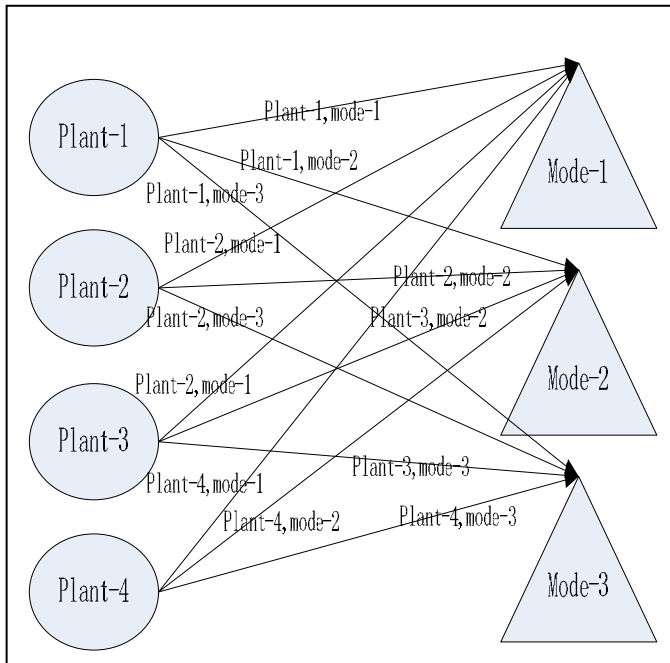 Plant-1
Plant-1,mode-1
Plant-1,mode-2
Mode-1
Plant-1,mode-3
Plant-2,mode-1
Plant-2
Plant-2,mode-2
Plant-2,mode-3
Plant-3,mode-2
Mode-2
Plant-2,mode-1
Plant-3
Plant-3,mode-3
Plant-4,mode-1
Plant-4,mode-2
Plant-4,mode-3
Plant-4
Mode-3